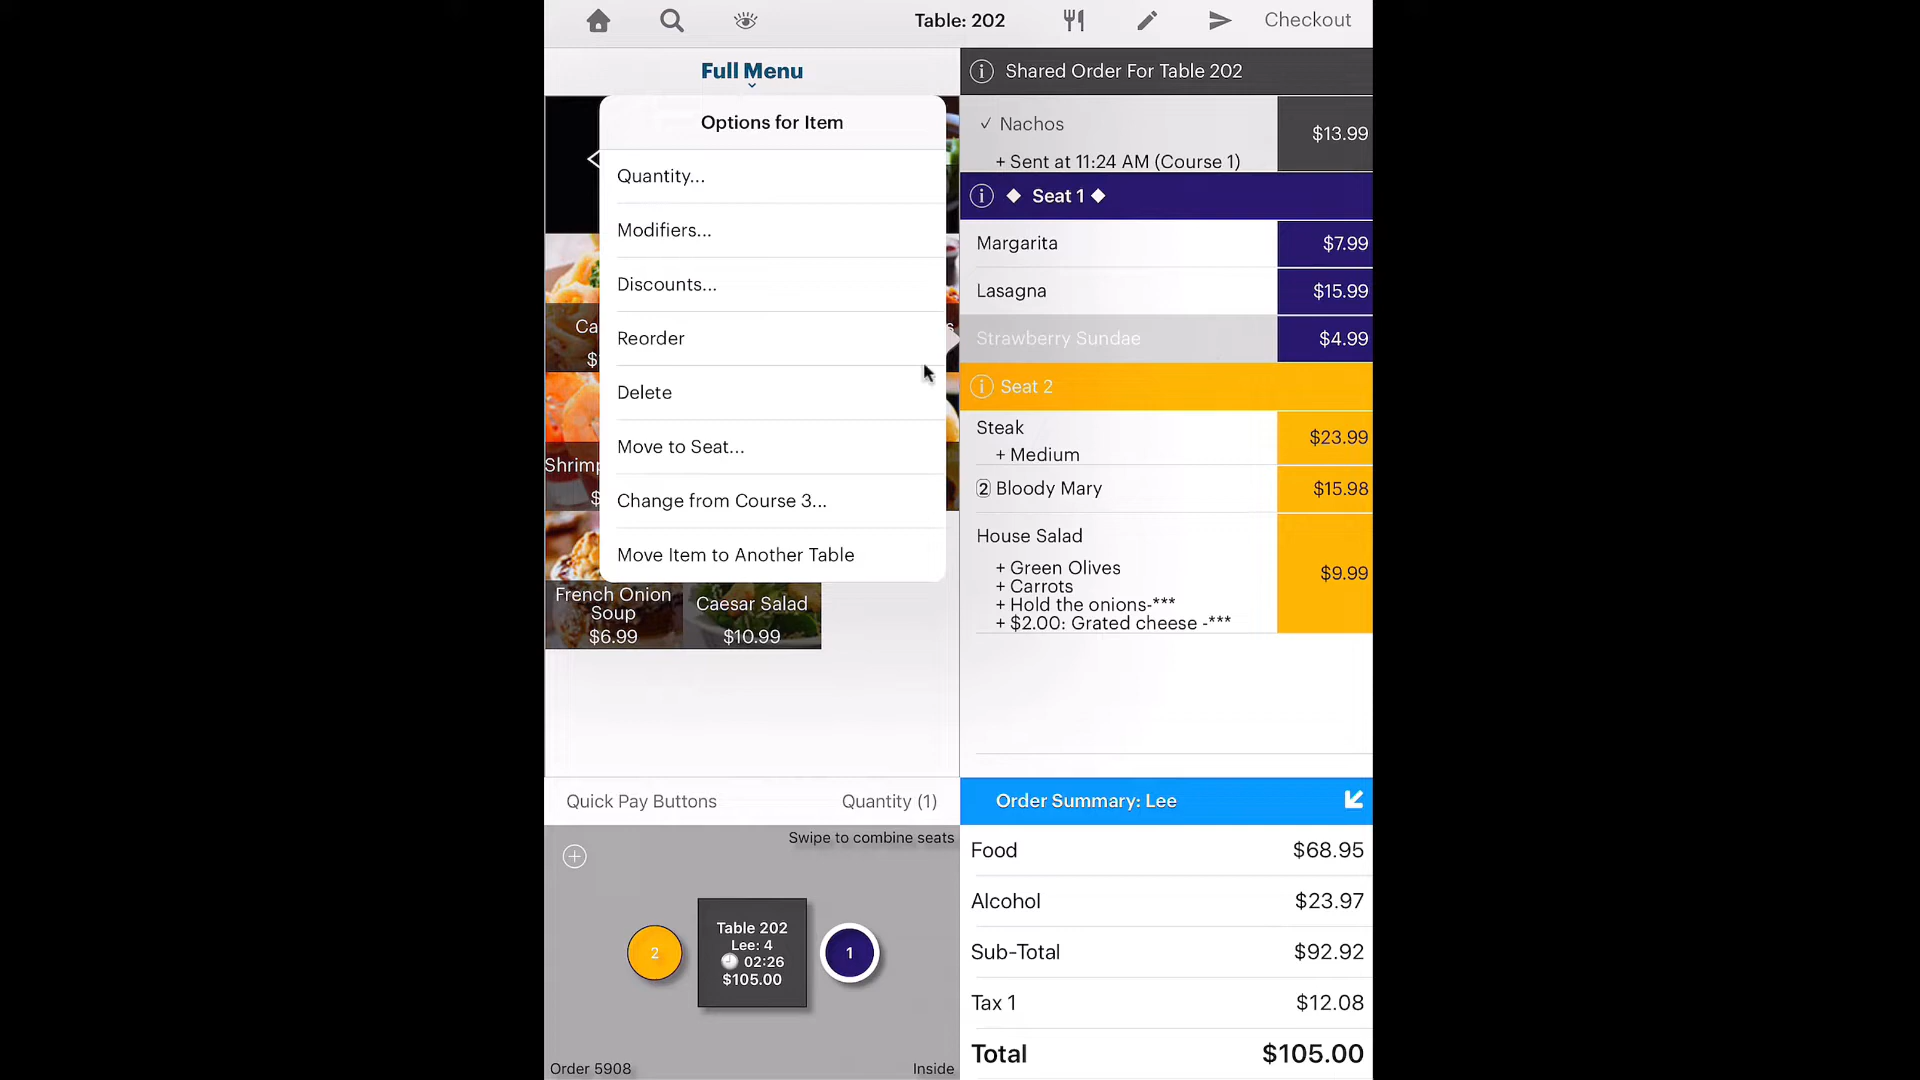 Table: 202
Checkout
Full Menu
Options for Item
Quantity...
Modifiers...
Discounts...
Reorder
Delete
Move to Seat...
Change from Course 3...
Move Item to Another Table
Ca
Shrimp
French Onion
Soup
$6.99
Caesar Salad
$10.99
Shared Order For Table 202
✓ Nachos
$13.99
+ Sent at 11:24 AM (Course 1)
◆ Seat 1 ◆
Margarita
$7.99
Lasagna
$15.99
Strawberry Sundae
$4.99
Seat 2
Steak
$23.99
+ Medium
2 Bloody Mary
$15.98
House Salad
$9.99
+ Green Olives
+ Carrots
+ Hold the onions-***
+ $2.00: Grated cheese -***
Quick Pay Buttons
Quantity (1)
Swipe to combine seats
2
Table 202
Lee: 4
02:26
$105.00
1
Order 5908
Inside
Order Summary: Lee
Food
$68.95
Alcohol
$23.97
Sub-Total
$92.92
Tax 1
$12.08
Total
$105.00